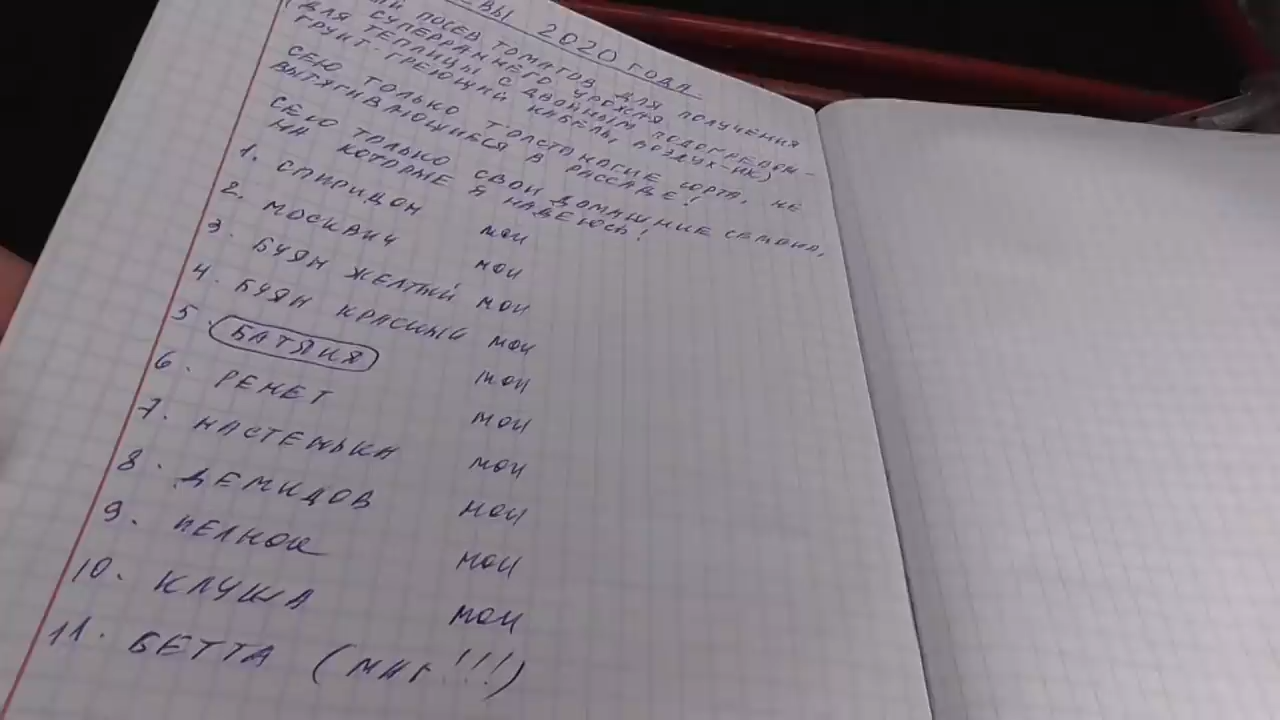 ВЫ 2020 ГОДА
ПОСЕВ ТОМАТОВ ДЛЯ ПОЛУЧЕНИЯ
(ДЛЯ СУПЕРРАННЕГО УРОЖАЯ
ТЕПЛИЦЫ С ДВОЙНЫМ ПОДОГРЕВОМ -
ГРУНТ-ГРЕЮЩИЙ КАБЕЛЬ, ВОЗДУХ-ИК)
СЕЮ ТОЛЬКО ТОЛСТОНОГИЕ СОРТА, НЕ
ВЫТЯГИВАЮЩИЕСЯ В РАССАДЕ!
СЕЮ ТОЛЬКО СВОИ ДОМАШНИЕ СЕМЕНА,
НА КОТОРЫЕ Я НАДЕЮСЬ!
1. СПИРИДОН МОИ
2. МОСКВИЧ МОИ
3. БУЯН ЖЕЛТЫЙ МОИ
4. БУЯН КРАСНЫЙ МОИ
5. БАТЯНЯ МОИ
6. РЕНЕТ МОИ
7. НАСТЕНЬКА МОИ
8. ДЕМИДОВ МОИ
9. МОИ
10. КЛУША МОИ
11. БЕТТА (МАГ!!!)